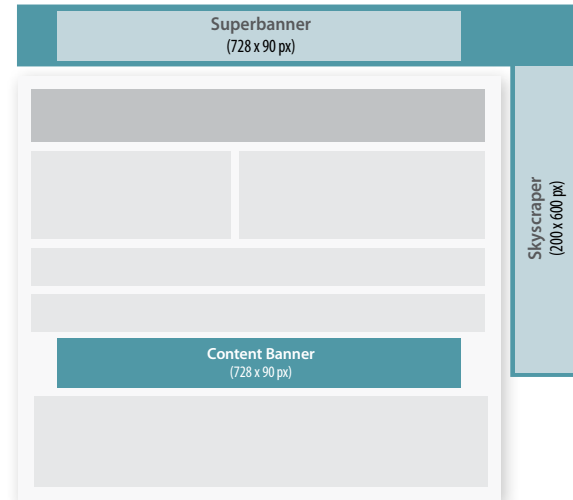 Superbanner
(728 x 90 px)
Skyscraper
(200 x 600 px)
Content Banner
(728 x 90 px)